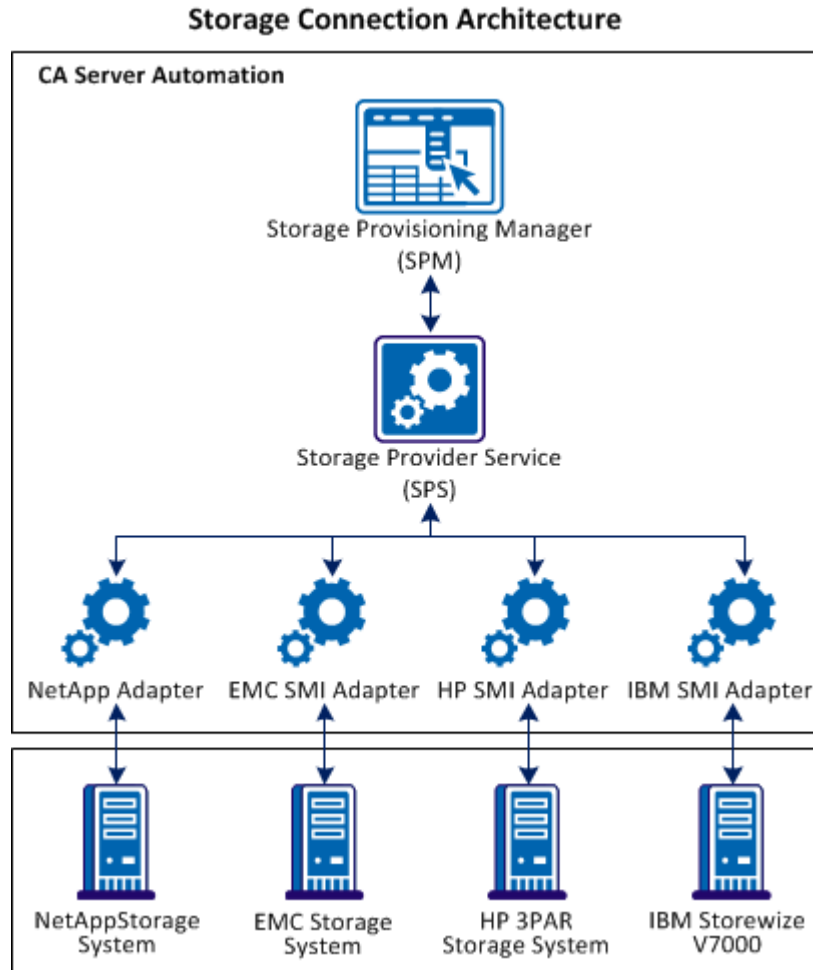 Storage Connection Architecture
CA Server Automation
Storage Provisioning Manager
(SPM)
Storage Provider Service
(SPS)
NetApp Adapter
EMC SMI Adapter
HP SMI Adapter
IBM SMI Adapter
NetAppStorage
System
EMC Storage
System
HP 3PAR
Storage System
IBM Storewize
V7000